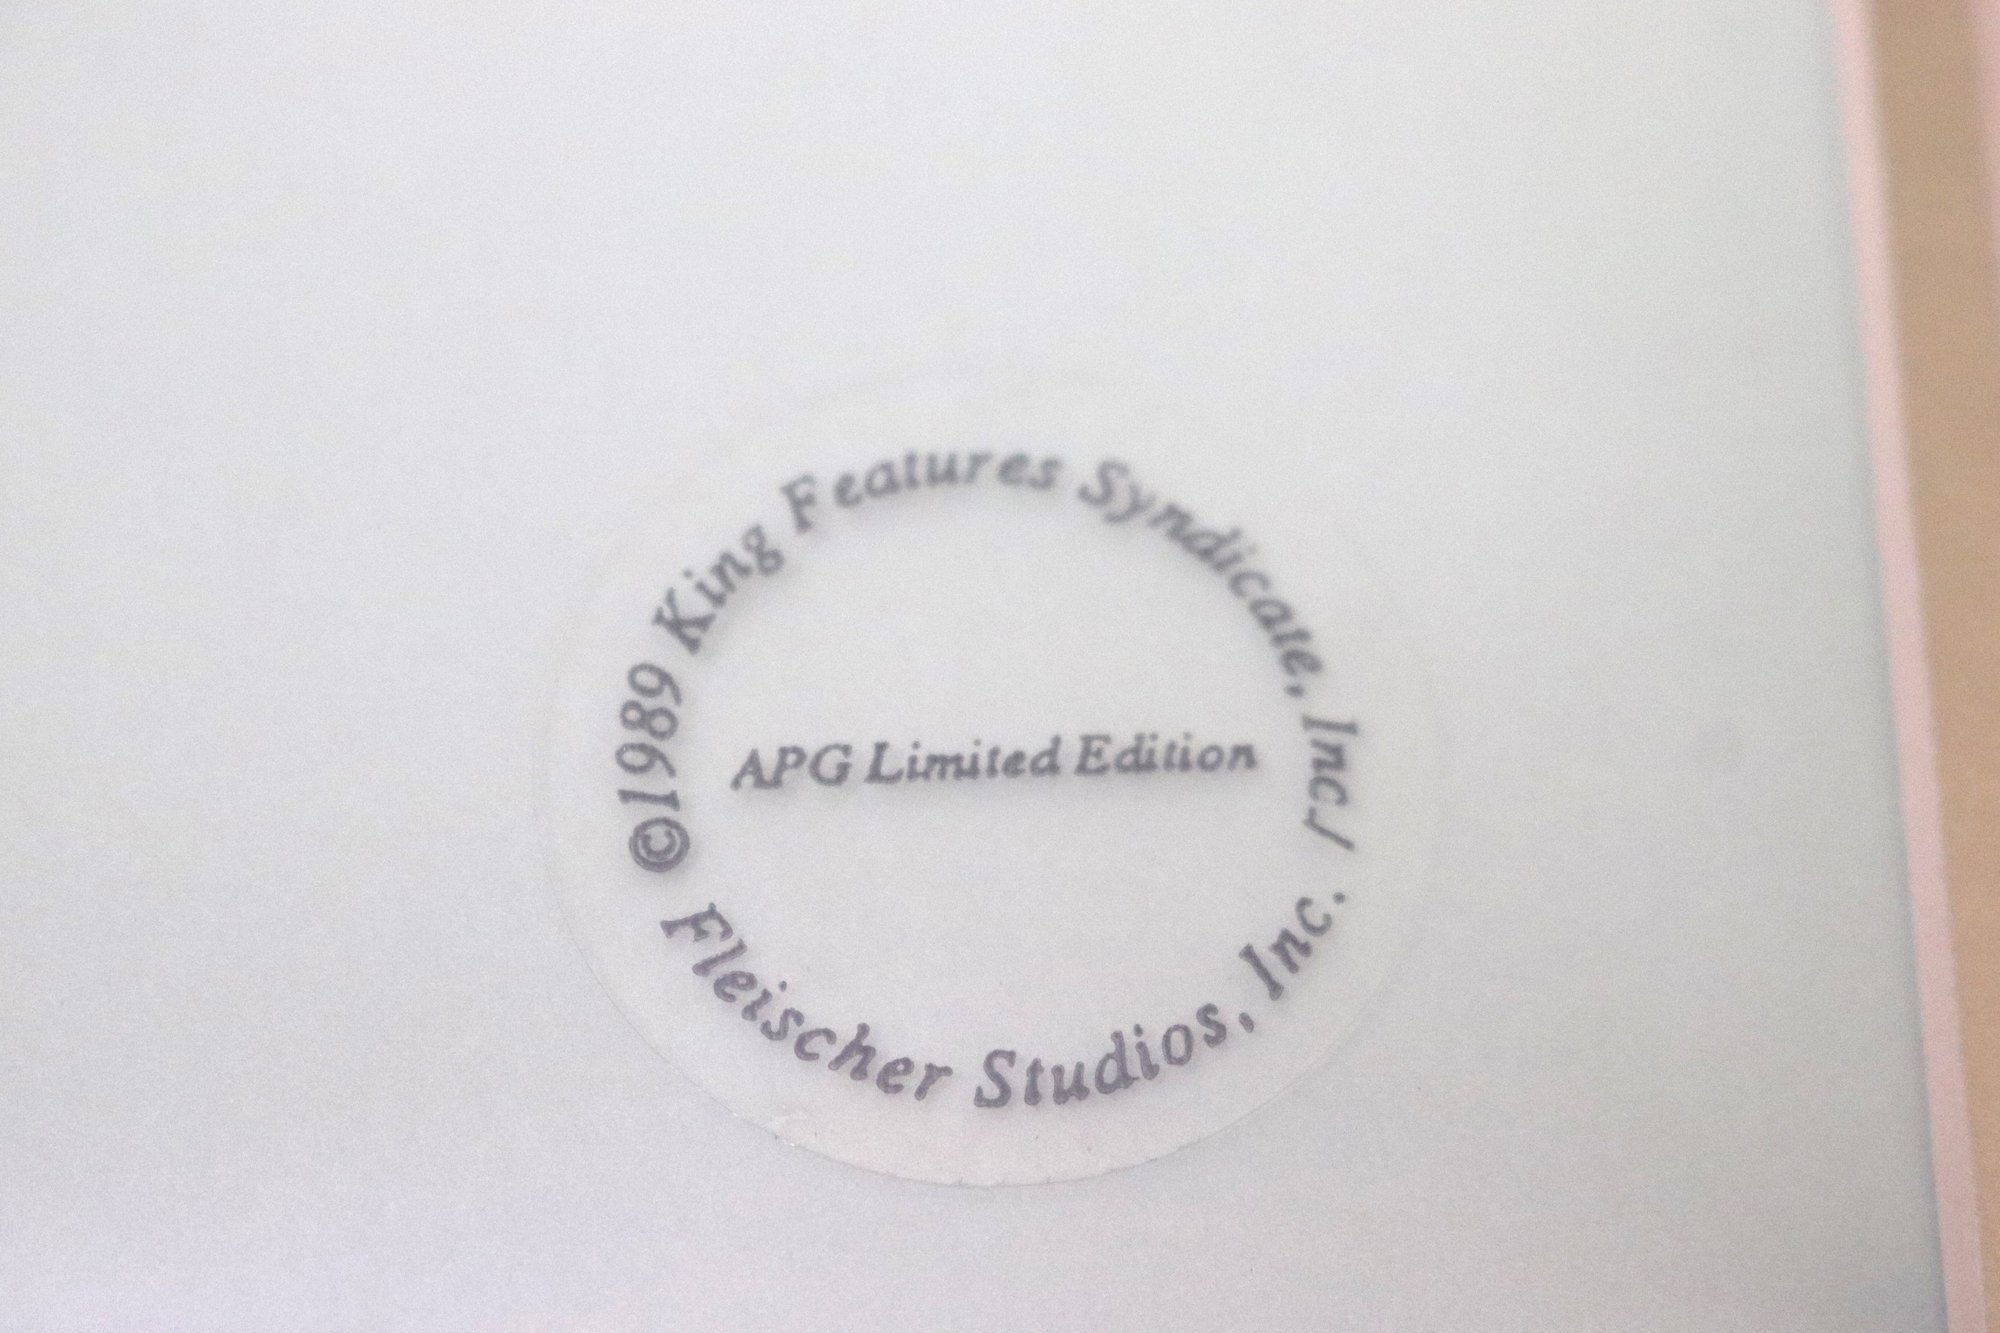 ©1989 King Features Syndicate, Inc./
Fleischer Studios, Inc.
APG Limited Edition